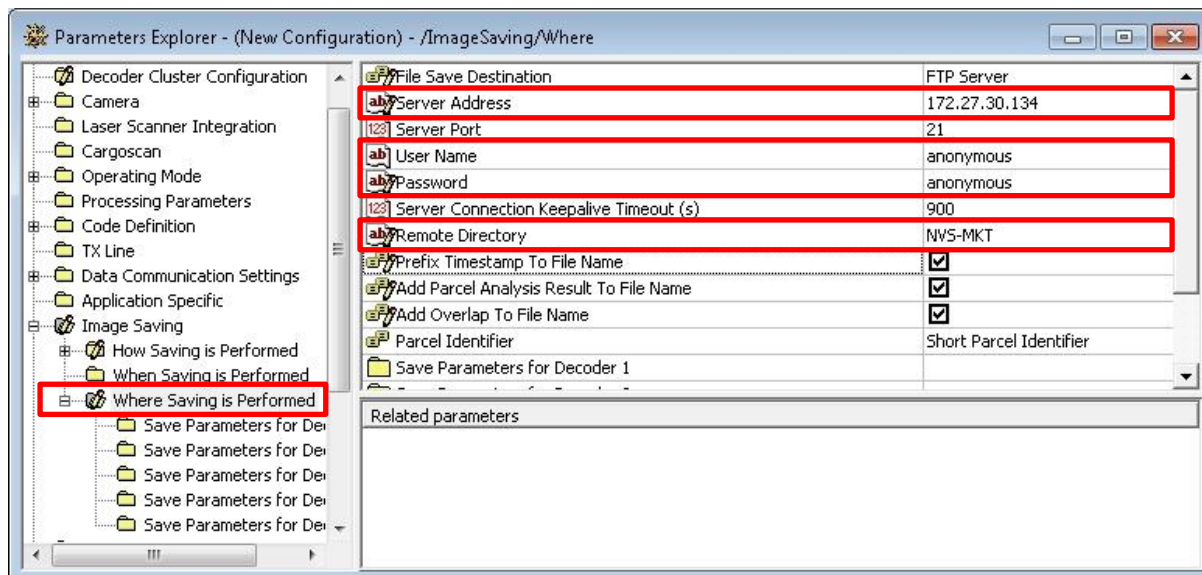 Parameters Explorer - (New Configuration) - /ImageSaving/Where
Decoder Cluster Configuration
Camera
Laser Scanner Integration
Cargoscan
Operating Mode
Processing Parameters
Code Definition
TX Line
Data Communication Settings
Application Specific
Image Saving
How Saving is Performed
When Saving is Performed
Where Saving is Performed
Save Parameters for De
Save Parameters for De
Save Parameters for De
Save Parameters for De
Save Parameters for De
File Save Destination FTP Server
ab Server Address 172.27.30.134
123 Server Port 21
ab User Name anonymous
ab Password anonymous
123 Server Connection Keepalive Timeout (s) 900
ab Remote Directory NVS-MKT
Prefix Timestamp To File Name
Add Parcel Analysis Result To File Name
Add Overlap To File Name
Parcel Identifier Short Parcel Identifier
Save Parameters for Decoder 1
Related parameters